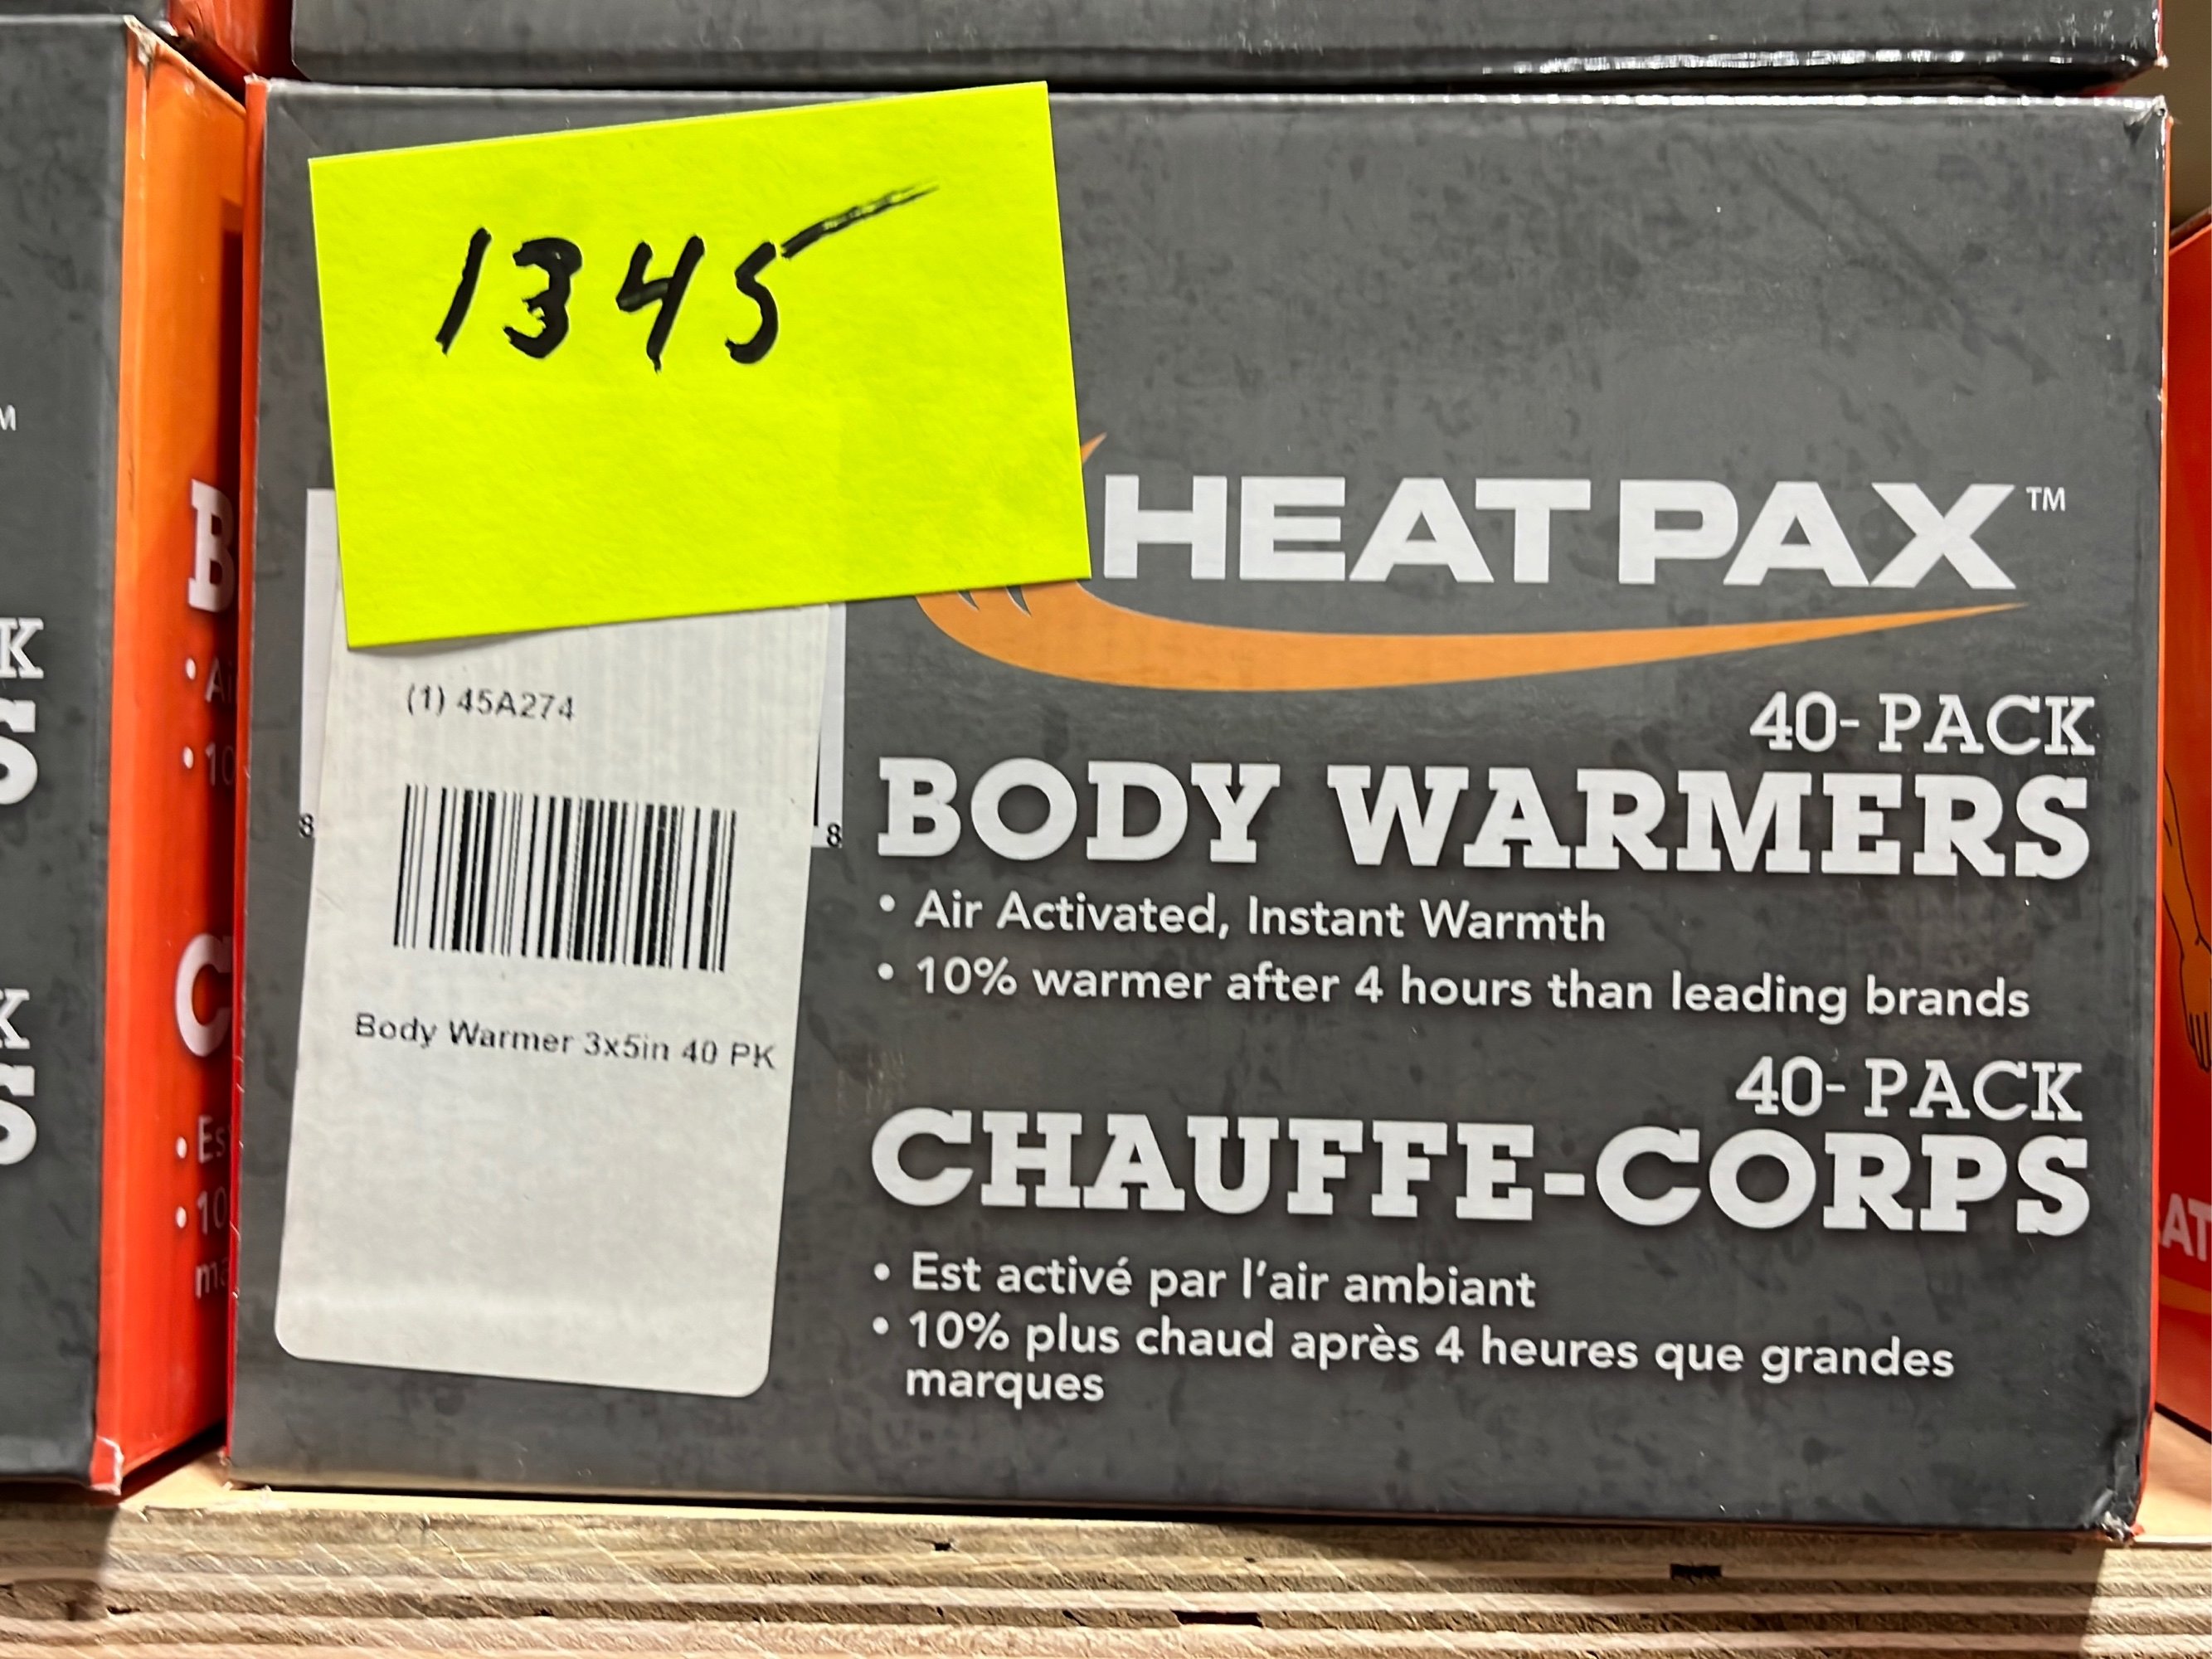 1345
HEAT PAX™
(1) 45A274
40- PACK
BODY WARMERS
• Air Activated, Instant Warmth
• 10% warmer after 4 hours than leading brands
8 8
Body Warmer 3x5in 40 PK
40- PACK
CHAUFFE-CORPS
• Est activé par l'air ambiant
• 10% plus chaud après 4 heures que grandes
marques